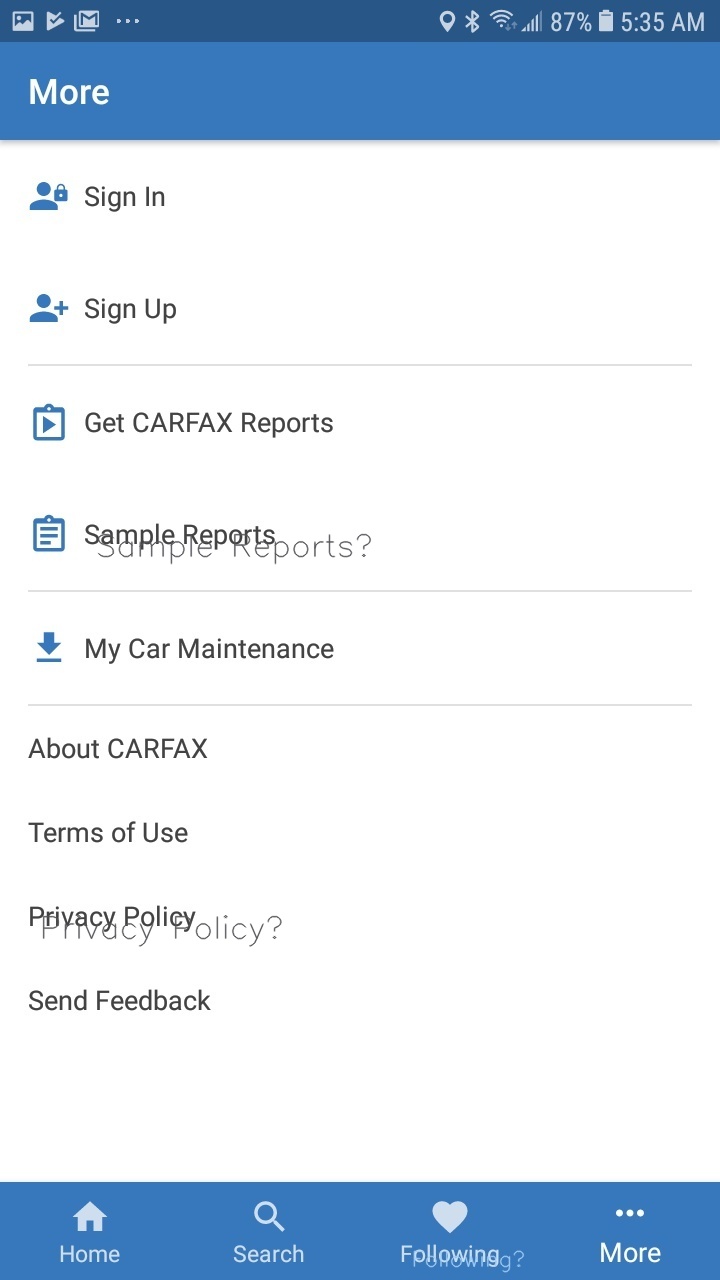 87% 5:35 AM
More
Sign In
Sign Up
Get CARFAX Reports
Sample Reports
Sample Reports?
My Car Maintenance
About CARFAX
Terms of Use
Privacy Policy
Privacy Policy?
Send Feedback
Home Search Following More
Following?